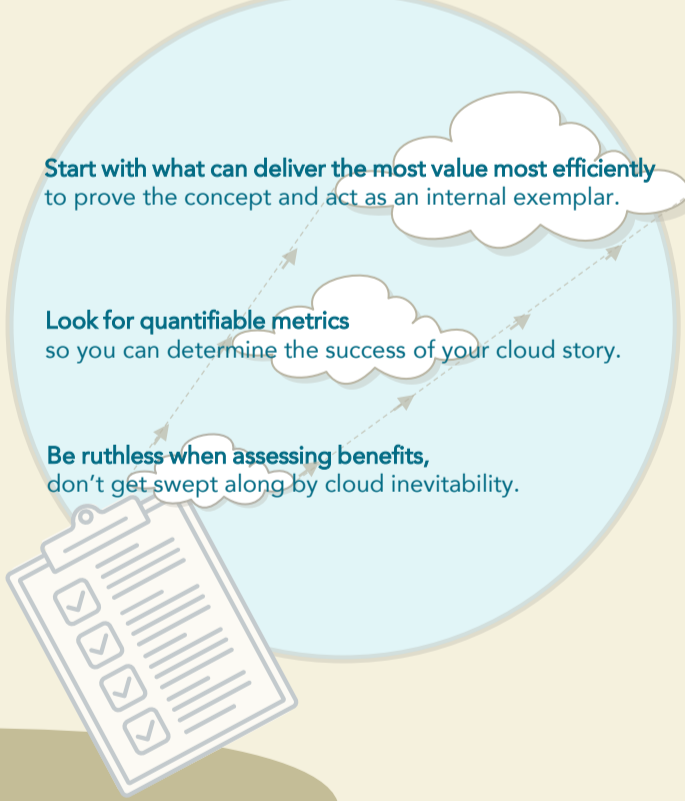 Start with what can deliver the most value most efficiently
to prove the concept and act as an internal exemplar.
Look for quantifiable metrics
so you can determine the success of your cloud story.
Be ruthless when assessing benefits,
don’t get swept along by cloud inevitability.